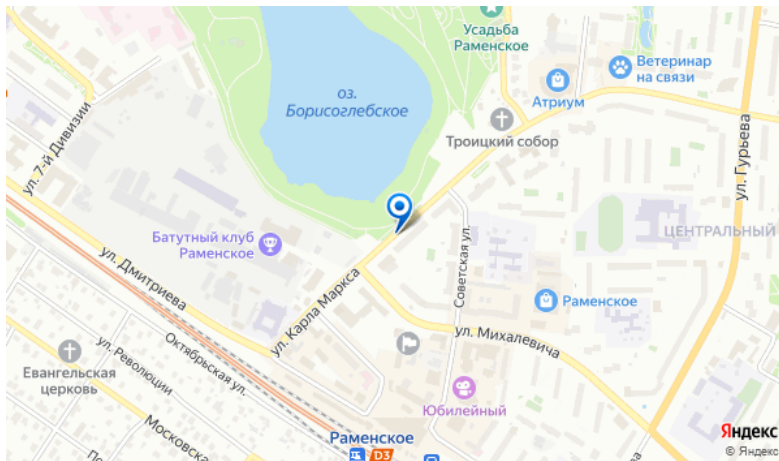 Усадьба
Раменское
Ветеринар
на связи
оз.
Борисоглебское
Атриум
Троицкий собор
ул. 7-й Дивизии
ул. Гурьева
ЦЕНТРАЛЬНЫЙ
Батутный клуб
Раменское
Советская ул.
ул. Дмитриева
ул. Карла Маркса
Раменское
ул. Михалевича
Октябрьская ул.
ул. Революции
Евангельская
церковь
Юбилейный
Московская
Раменское
D3
Яндекс
© Яндекс